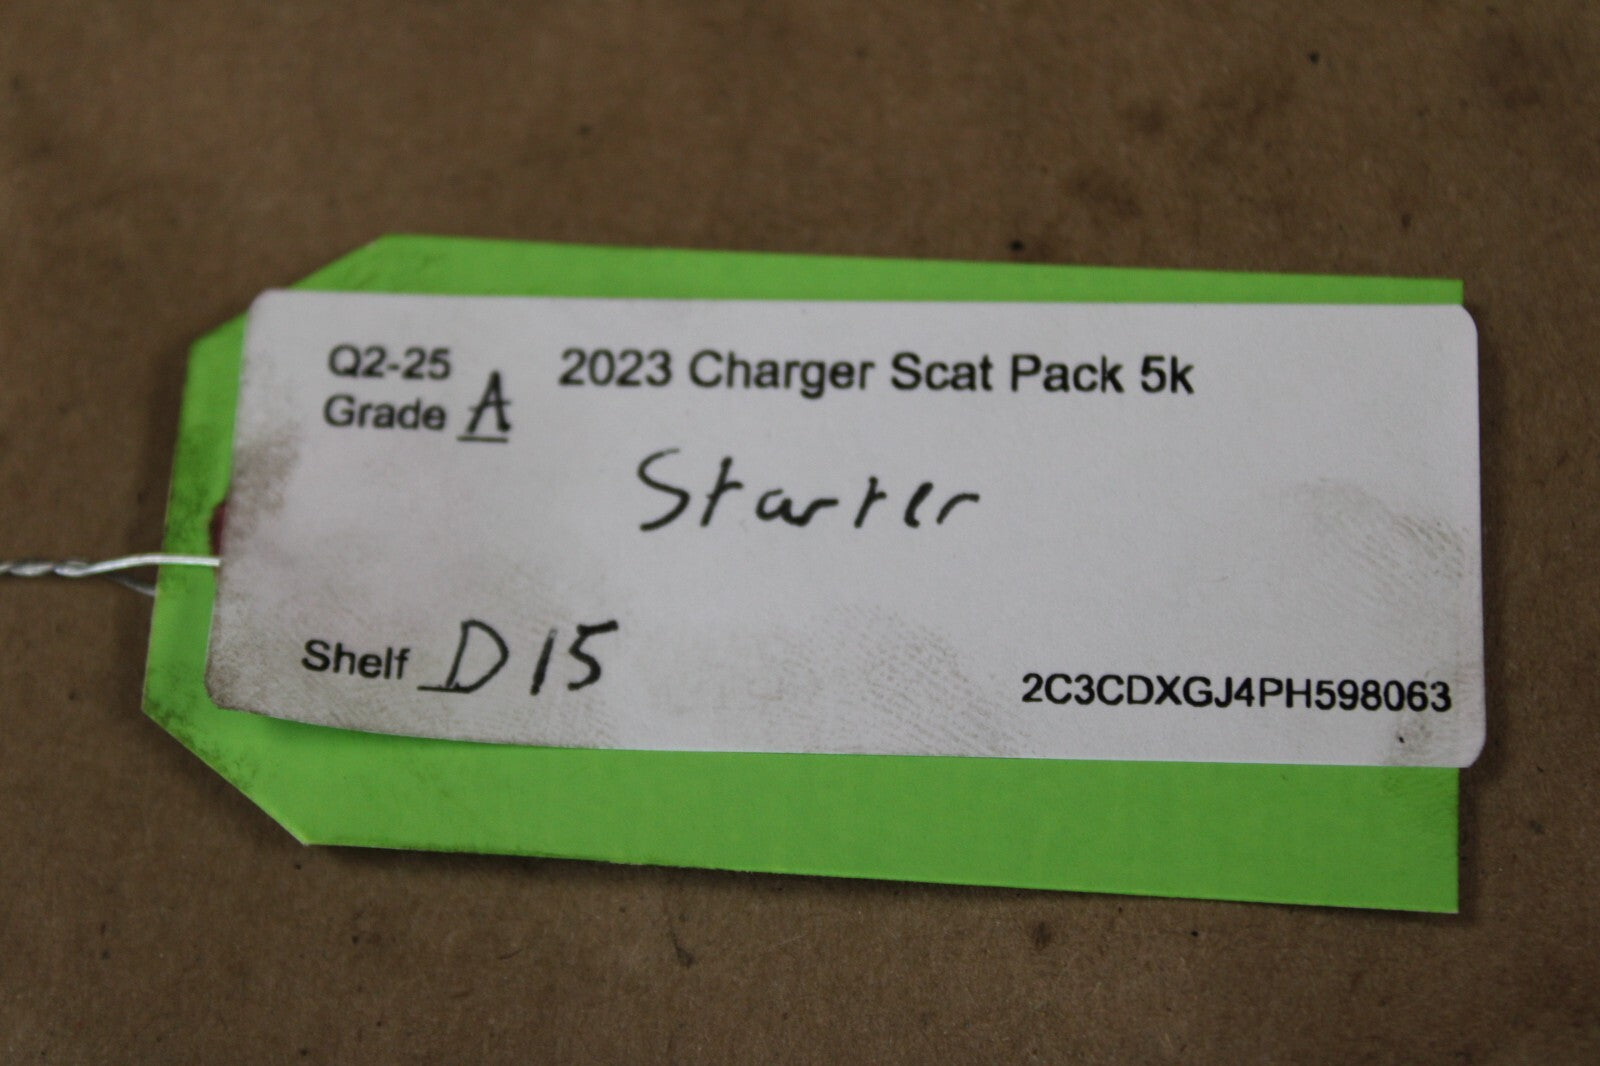 Q2-25 2023 Charger Scat Pack 5k
Grade A
Starter
Shelf D15
2C3CDXGJ4PH598063